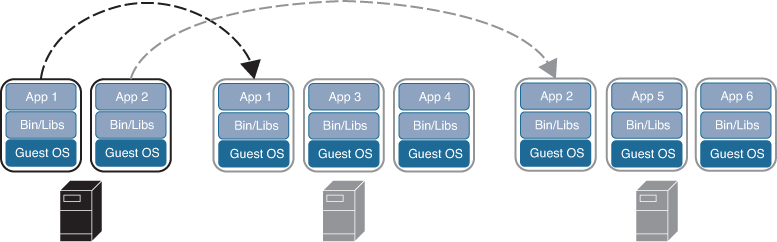 App 1
Bin/Libs
Guest OS
App 2
Bin/Libs
Guest OS
App 1
Bin/Libs
Guest OS
App 3
Bin/Libs
Guest OS
App 4
Bin/Libs
Guest OS
App 2
Bin/Libs
Guest OS
App 5
Bin/Libs
Guest OS
App 6
Bin/Libs
Guest OS